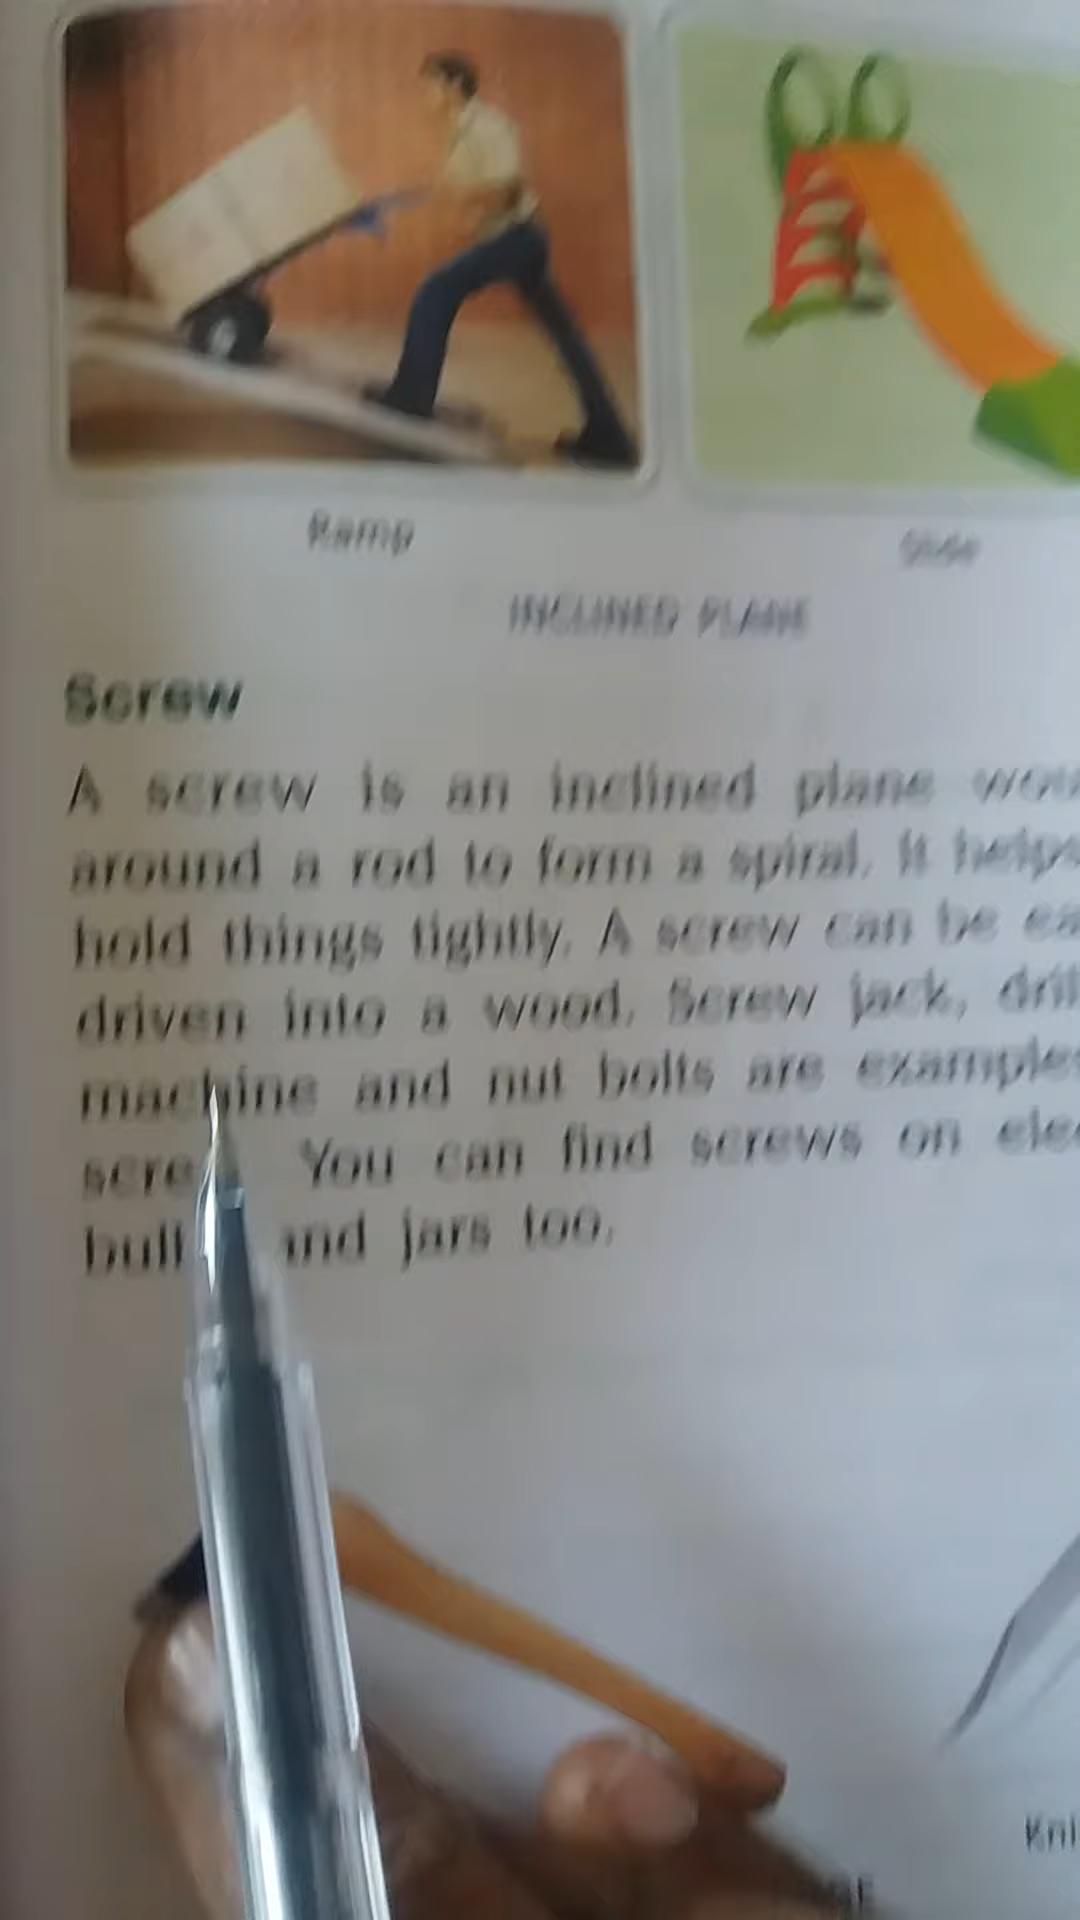 Ramp
Slide
INCLINED PLANE
Screw
A screw is an inclined plane
around a rod to form a spiral. It helps
hold things tightly. A screw can be
driven into a wood. Screw jack,
machine and nut bolts are
You can find screws on
and jars too.